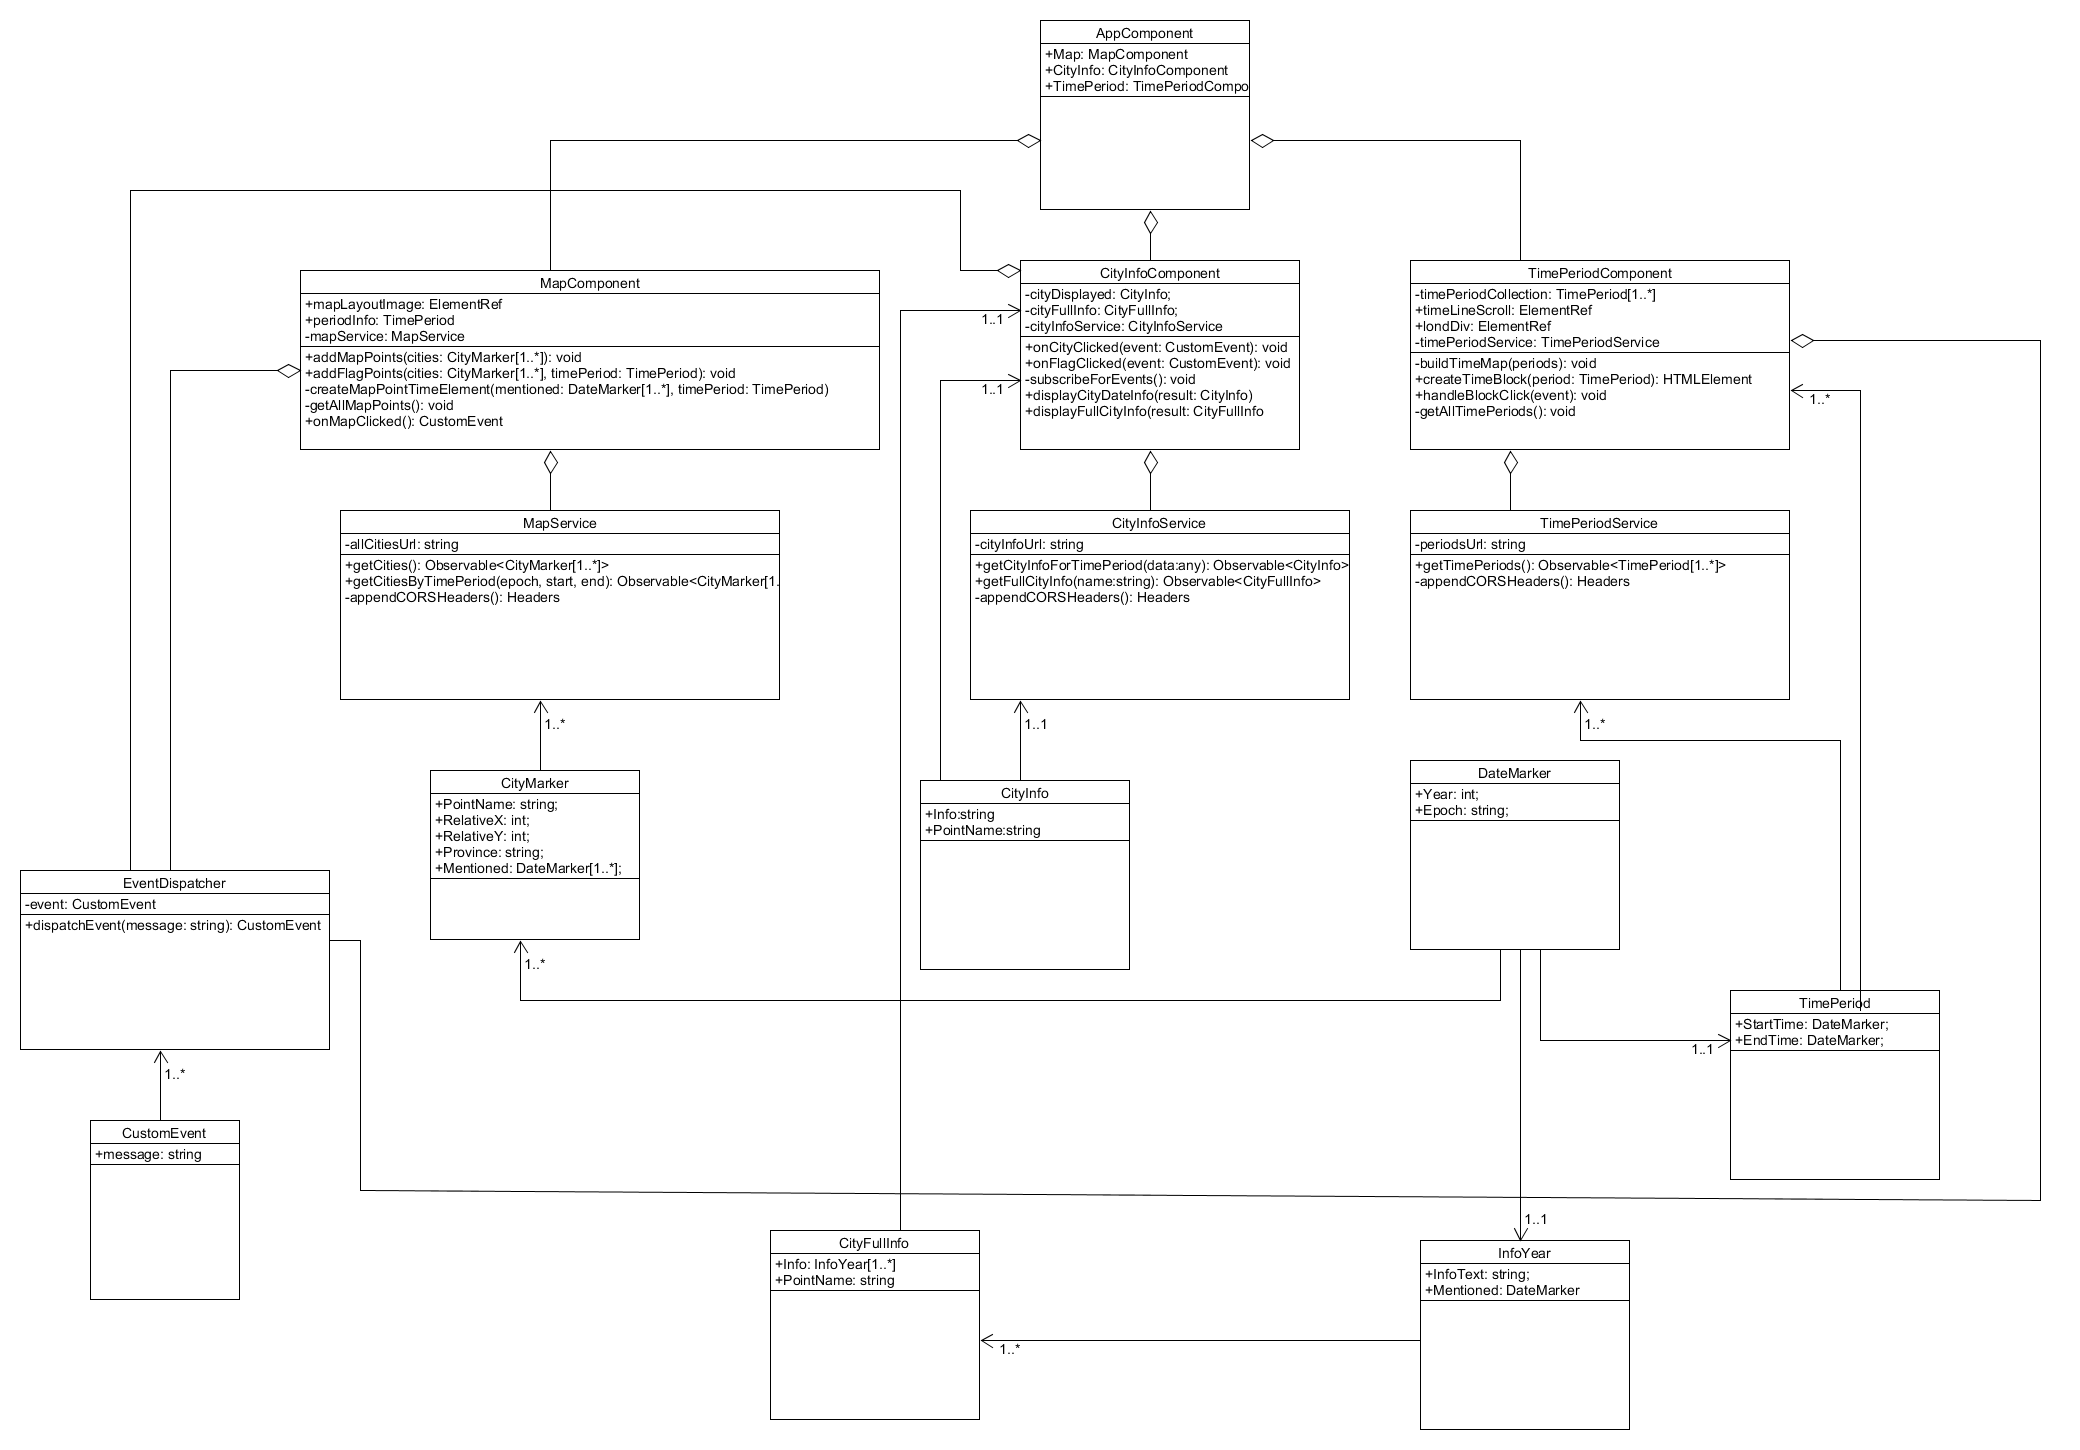 AppComponent
+Map: MapComponent
+CityInfo: CityInfoComponent
+TimePeriod: TimePeriodCompo
MapComponent
+mapLayoutImage: ElementRef
+periodInfo: TimePeriod
-mapService: MapService
+addMapPoints(cities: CityMarker[1..*]): void
+addFlagPoints(cities: CityMarker[1..*], timePeriod: TimePeriod): void
-createMapPointTimeElement(mentioned: DateMarker[1..*], timePeriod: TimePeriod)
-getAllMapPoints(): void
+onMapClicked(): CustomEvent
CityInfoComponent
-cityDisplayed: CityInfo;
-cityFullInfo: CityFullInfo;
-cityInfoService: CityInfoService
+onCityClicked(event: CustomEvent): void
+onFlagClicked(event: CustomEvent): void
-subscribeForEvents(): void
+displayCityDateInfo(result: CityInfo)
+displayFullCityInfo(result: CityFullInfo
1..1
1..1
TimePeriodComponent
-timePeriodCollection: TimePeriod[1..*]
+timeLineScroll: ElementRef
+londDiv: ElementRef
-timePeriodService: TimePeriodService
-buildTimeMap(periods): void
+createTimeBlock(period: TimePeriod): HTMLElement
+handleBlockClick(event): void
-getAllTimePeriods(): void
1..*
MapService
-allCitiesUrl: string
+getCities(): Observable<CityMarker[1..*]>
+getCitiesByTimePeriod(epoch, start, end): Observable<CityMarker[1.
-appendCORSHeaders(): Headers
1..*
CityInfoService
-cityInfoUrl: string
+getCityInfoForTimePeriod(data:any): Observable<CityInfo>
+getFullCityInfo(name:string): Observable<CityFullInfo>
-appendCORSHeaders(): Headers
1..1
TimePeriodService
-periodsUrl: string
+getTimePeriods(): Observable<TimePeriod[1..*]>
-appendCORSHeaders(): Headers
1..*
CityMarker
+PointName: string;
+RelativeX: int;
+RelativeY: int;
+Province: string;
+Mentioned: DateMarker[1..*];
1..*
CityInfo
+Info:string
+PointName:string
DateMarker
+Year: int;
+Epoch: string;
EventDispatcher
-event: CustomEvent
+dispatchEvent(message: string): CustomEvent
1..*
TimePeriod
+StartTime: DateMarker;
+EndTime: DateMarker;
1..1
CustomEvent
+message: string
CityFullInfo
+Info: InfoYear[1..*]
+PointName: string
1..*
1..1
InfoYear
+InfoText: string;
+Mentioned: DateMarker